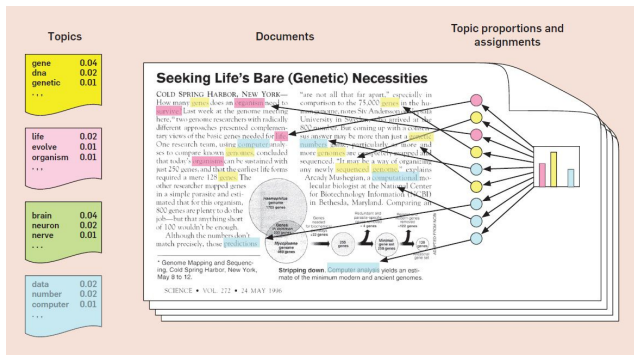 Topics
gene 0.04
dna 0.02
genetic 0.01
. . .
life 0.02
evolve 0.01
organism 0.01
. . .
brain 0.04
neuron 0.02
nerve 0.01
. . .
data 0.02
number 0.02
computer 0.01
. . .
Documents
Topic proportions and
assignments
Seeking Life's Bare (Genetic) Necessities
COLD SPRING HARBOR, NEW YORK—
How many genes does an organism need to
survive? Last week at the genome meeting
here, two genome researchers with radically
different approaches presented complemen-
tary views of the basic genes needed for life.
One research team, using computer analy-
ses to compare known genomes, concluded
that today's organisms can be sustained with
just 250 genes, and that the earliest life forms
required a mere 128 genes. The
other researcher mapped genes
in a simple parasite and esti-
mated that for this organism,
800 genes are plenty to do the
job—but that anything short
of 100 wouldn't be enough.
Although the numbers don't
match precisely, those predictions
* Genome Mapping and Sequenc-
ing, Cold Spring Harbor, New York,
May 8 to 12.
SCIENCE • VOL. 272 • 24 MAY 1996
"are not all that far apart," especially in
comparison to the 75,000 genes in the hu-
man genome, notes Siv Andersson
University in arrived at the
800 number. But coming up with a
sus answer may be more than just a genetic
numbers particularly more and
more genomes are mapped and
sequenced. "It may be a way of organizing
any newly sequenced genome," explains
Arcady Mushegian, a computational mo-
lecular biologist at the National Center
for Biotechnology Information (NCBI)
in Bethesda, Maryland. Comparing an
Haemophilus
genome
1703 genes
Genes
in common
233 genes
Mycoplasma
genome
469 genes
Stripping down. Computer analysis yields an esti-
mate of the minimum modern and ancient genomes.